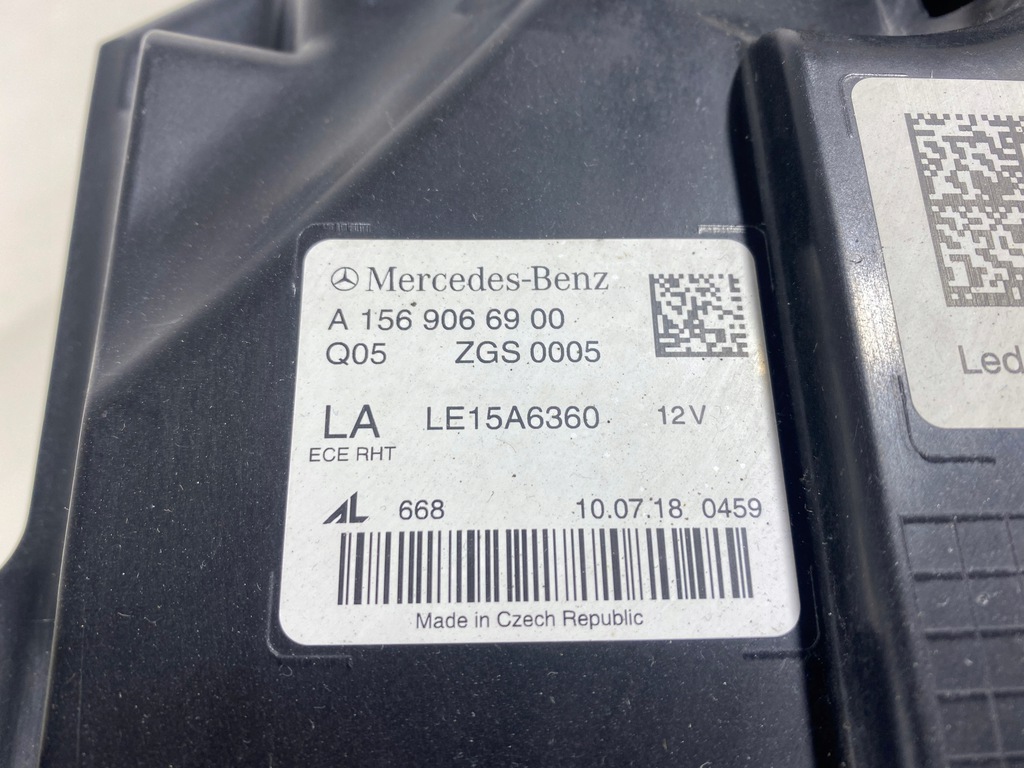 Mercedes-Benz
A 156 906 69 00
Q05 ZGS 0005
LA LE15A6360 12V
ECE RHT
AL 668 10.07.18 0459
Made in Czech Republic
Led